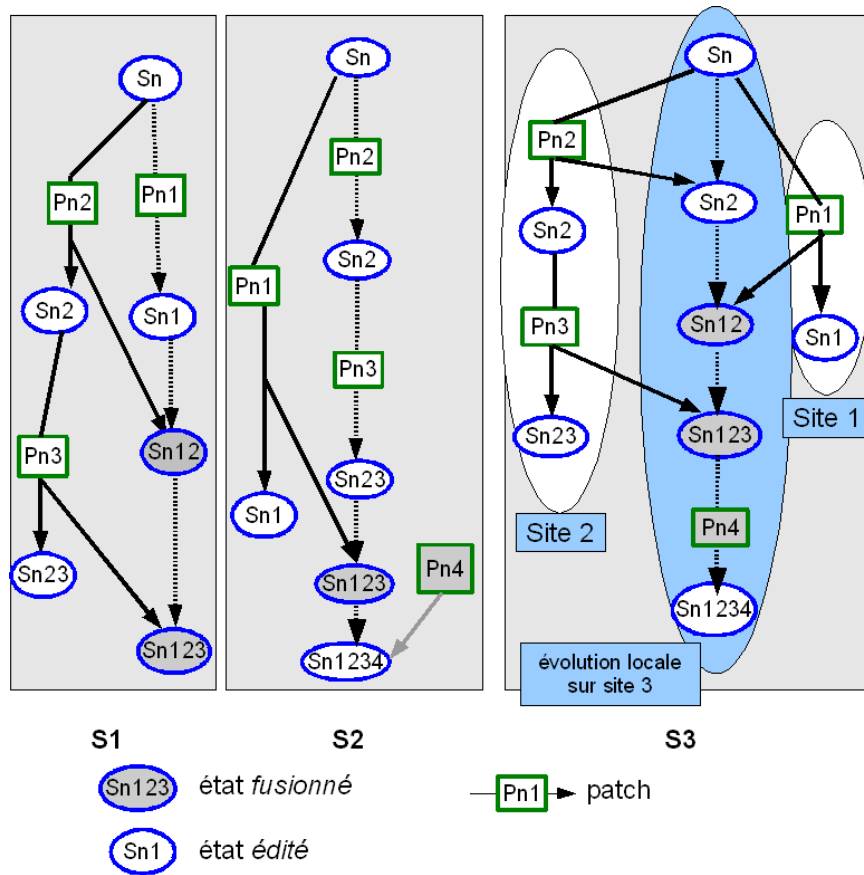 Sn
Pn2
Pn1
Sn2
Sn1
Sn12
Pn3
Sn23
Sn123
S1
Sn
Pn2
Sn2
Pn1
Pn3
Sn23
Sn1
Sn123
Pn4
Sn1234
S2
Sn
Pn2
Sn2
Pn1
Sn2
Sn12
Pn3
Sn1
Site 1
Sn23
Sn123
Site 2
Pn4
Sn1234
évolution locale
sur site 3
S3
Sn123
état fusionné
Pn1
patch
Sn1
état édité